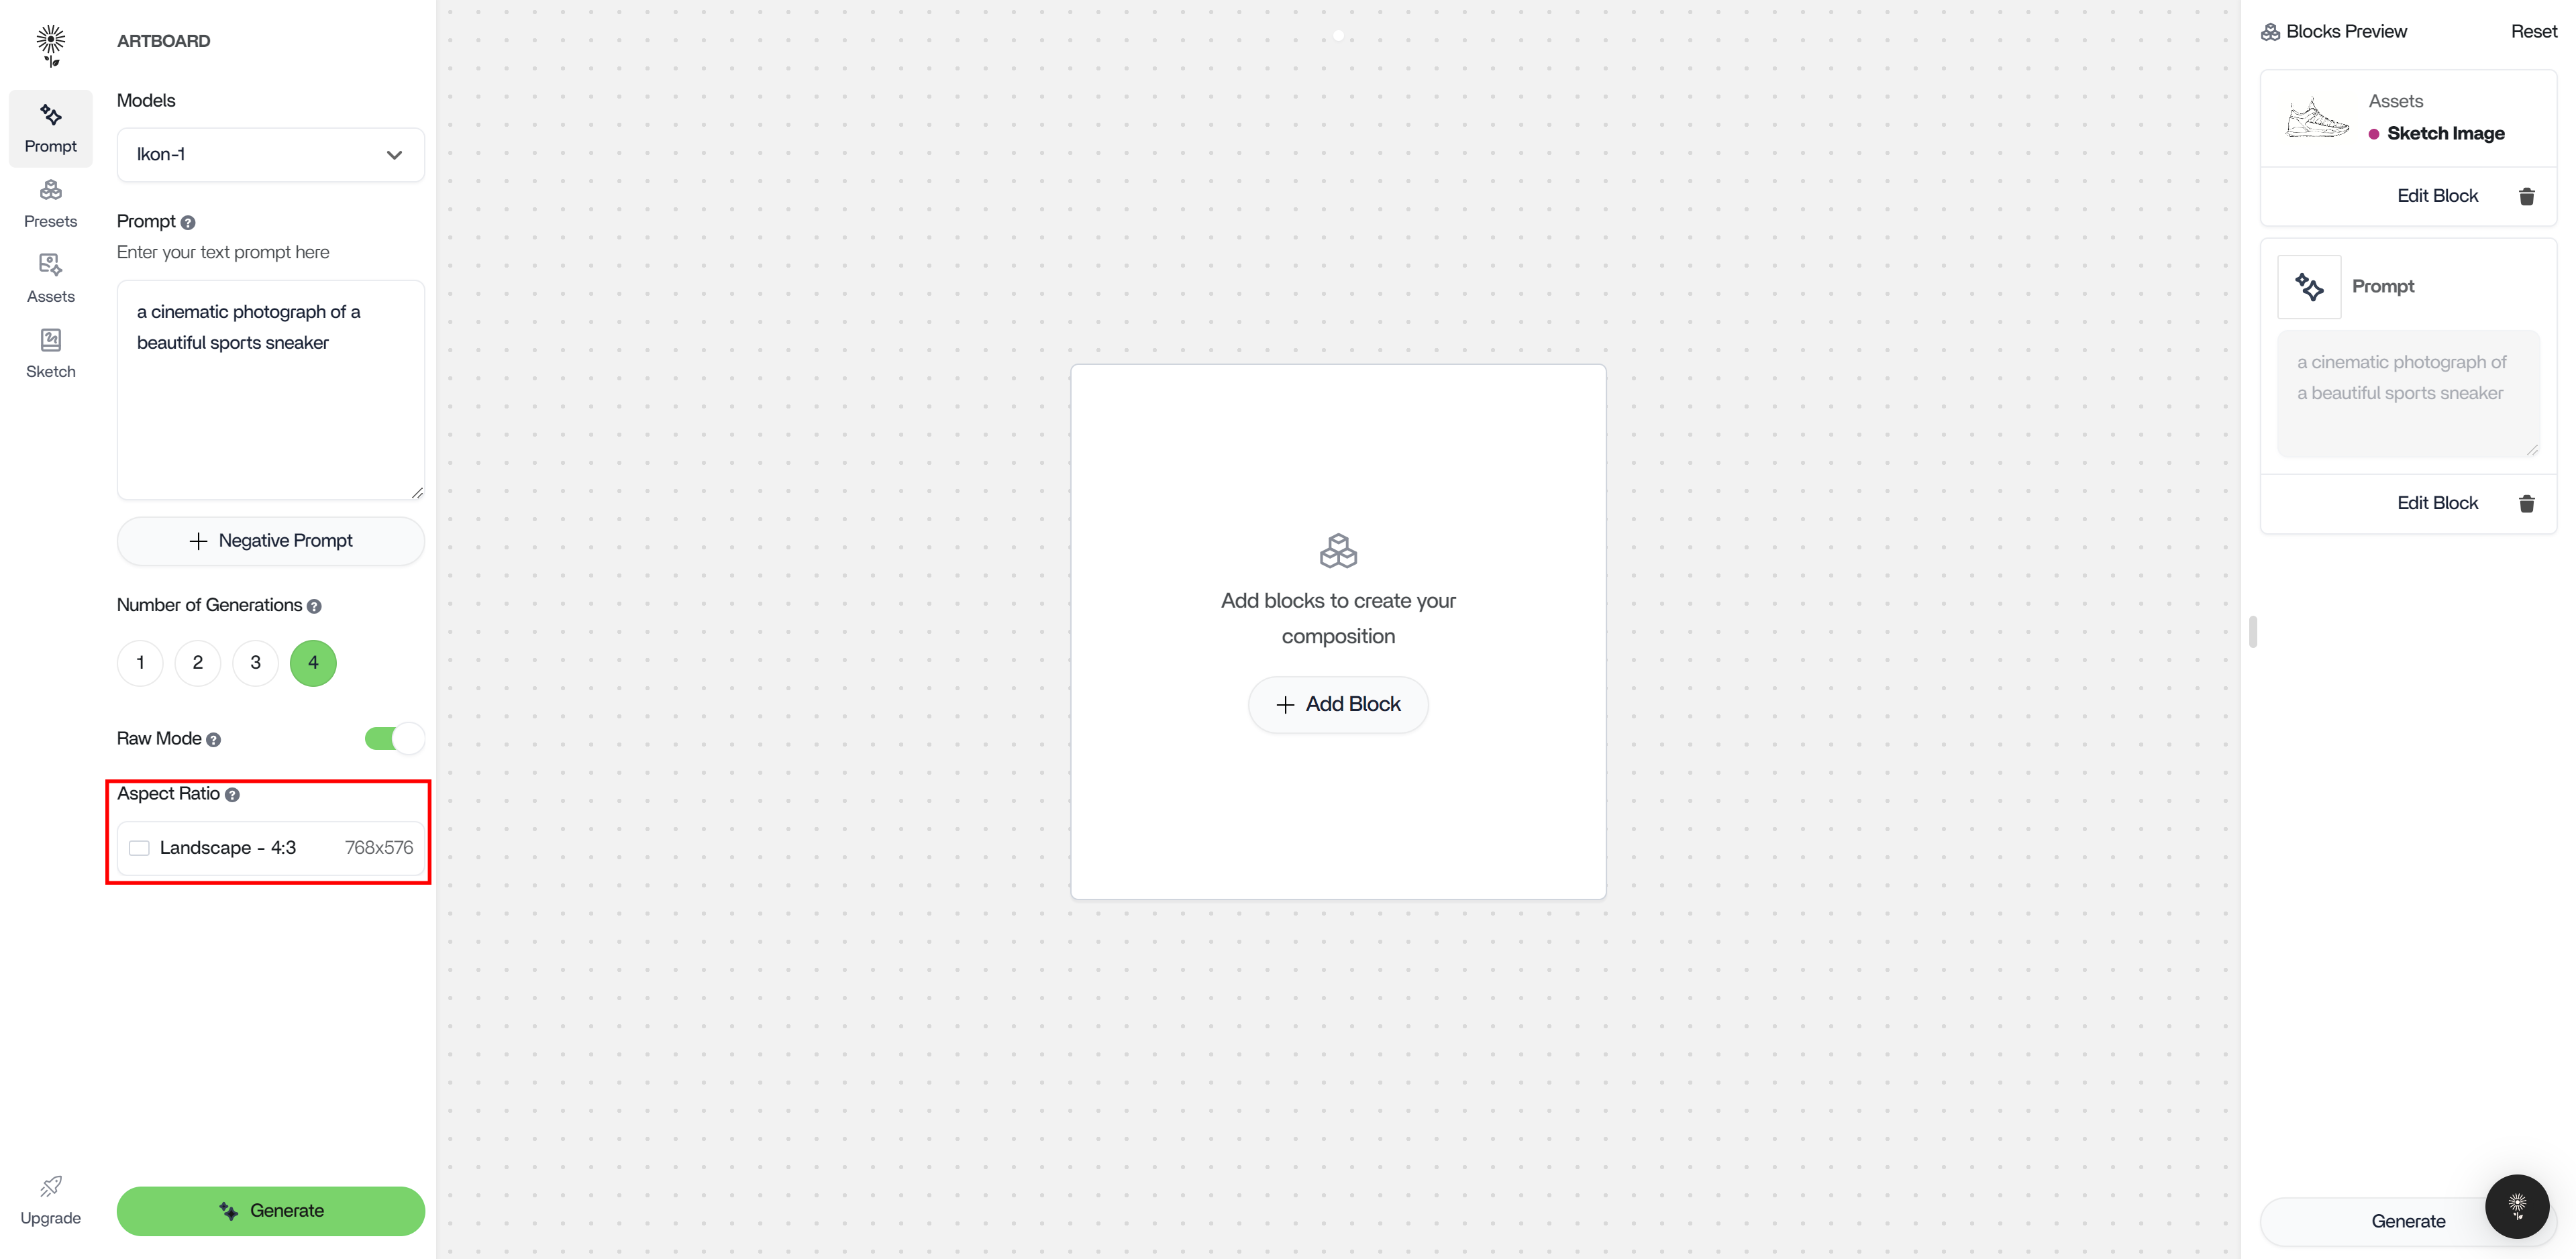 ARTBOARD
Prompt
Presets
Assets
Sketch
Upgrade
Models
Ikon-1
Prompt ?
Enter your text prompt here
a cinematic photograph of a
beautiful sports sneaker
+ Negative Prompt
Number of Generations ?
1 2 3 4
Raw Mode ?
Aspect Ratio ?
Landscape - 4:3 768x576
Generate
Add blocks to create your
composition
+ Add Block
Blocks Preview Reset
Assets
Sketch Image
Edit Block
Prompt
a cinematic photograph of
a beautiful sports sneaker
Edit Block
Generate